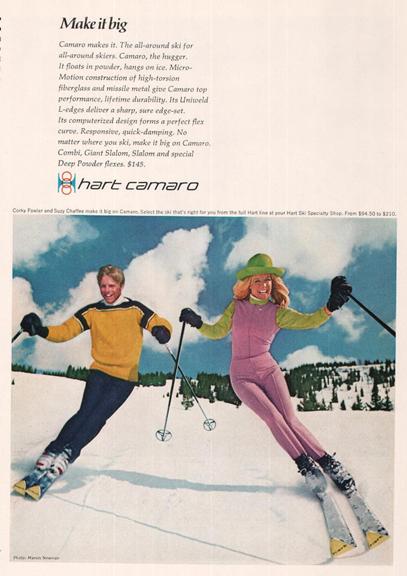 Make it big
Camaro makes it. The all-around ski for
all-around skiers. Camaro, the hugger.
It floats in powder, hangs on ice. Micro-
Motion construction of high-torsion
fiberglass and missile metal give Camaro top
performance, lifetime durability. Its Uniweld
L-edges deliver a sharp, sure edge-set.
Its computerized design forms a perfect flex
curve. Responsive, quick-damping. No
matter where you ski, make it big on Camaro.
Combi, Giant Slalom, Slalom and special
Deep Powder flexes. $145.
hart camaro
Corky Fowler and Suzy Chaffee make it big on Camaro. Select the ski that's right for you from the full Hart line at your Hart Ski Specialty Shop. From $94.50 to $210.
Photo: Marvin Newman